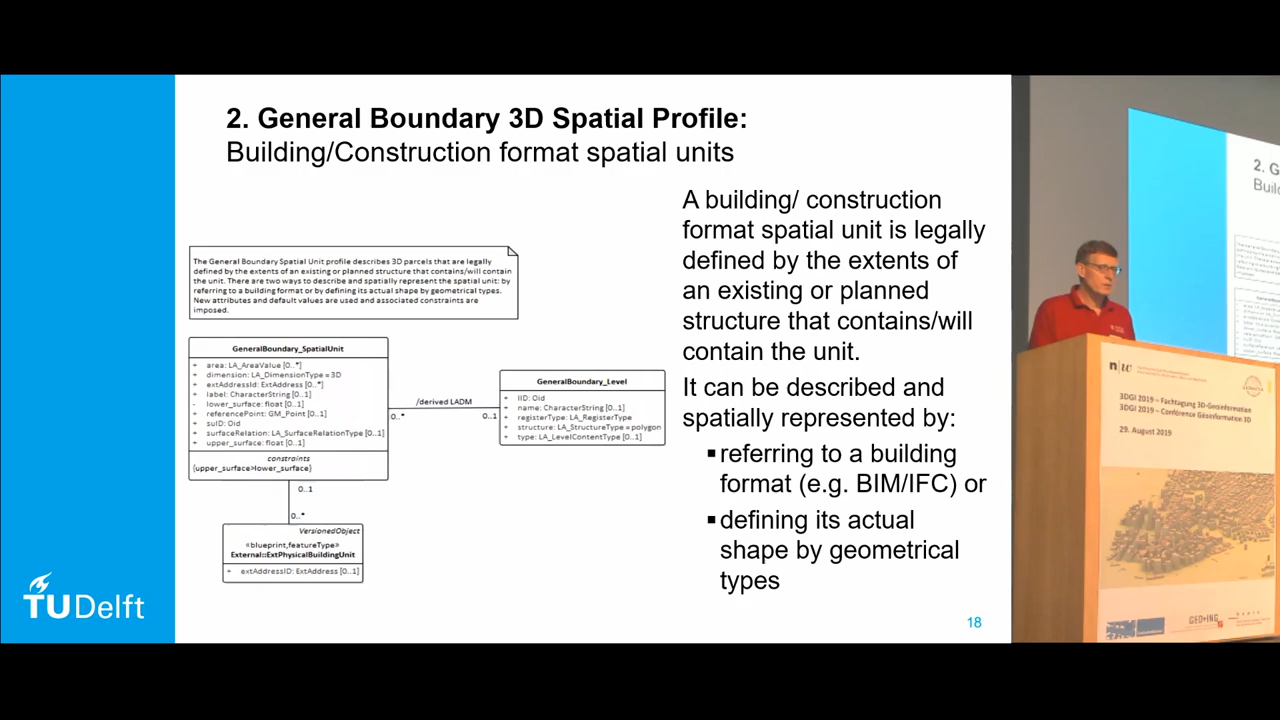 2. General Boundary 3D Spatial Profile:
Building/Construction format spatial units
The General Boundary Spatial Unit profile describes 3D parcels that are legally
defined by the extents of an existing or planned structure that contains/will contain
the unit. There are two ways to describe and spatially represent the spatial unit: by
referring to a building format or by defining its actual shape by geometrical types.
New attributes and default values are used and associated constraints are
imposed.
GeneralBoundary_SpatialUnit
+ area: LA_AreaValue [0..*]
+ dimension: LA_DimensionType = 3D
+ extAddressId: ExtAddress [0..*]
+ label: CharacterString [0..1]
- lower_surface: float [0..1]
+ referencePoint: GM_Point [0..1]
+ suID: Oid
+ surfaceRelation: LA_SurfaceRelationType [0..1]
+ upper_surface: float [0..1]
constraints
{upper_surface>lower_surface}
/derived LADM
0..*
0..1
GeneralBoundary_Level
+ lID: Oid
+ name: CharacterString [0..1]
+ registerType: LA_RegisterType
+ structure: LA_StructureType = polygon
+ type: LA_LevelContentType [0..1]
0..1
0..*
VersionedObject
«blueprint,featureType»
External::ExtPhysicalBuildingUnit
+ extAddressID: ExtAddress [0..1]
A building/ construction
format spatial unit is legally
defined by the extents of
an existing or planned
structure that contains/will
contain the unit.
It can be described and
spatially represented by:
▪ referring to a building
format (e.g. BIM/IFC) or
▪ defining its actual
shape by geometrical
types
18
TUDelft
n|w
3DGI 2019 – Fachtagung 3D-Geoinformation
3DGI 2019 – Conférence Géoinformation 3D
29. August 2019
GEO+ING
2. G
Buil